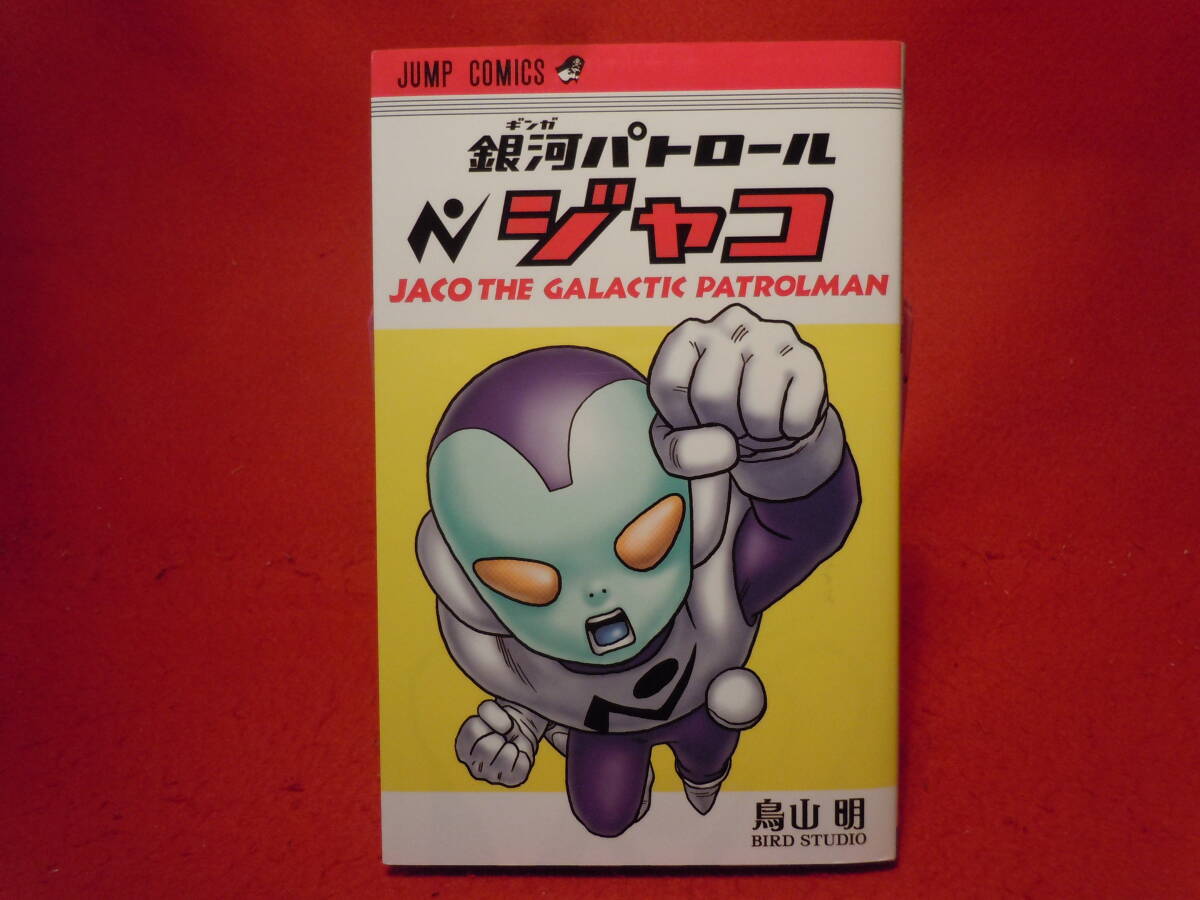 JUMP COMICS
ギンガ
銀河パトロール
ジャコ
JACO THE GALACTIC PATROLMAN
鳥山 明
BIRD STUDIO